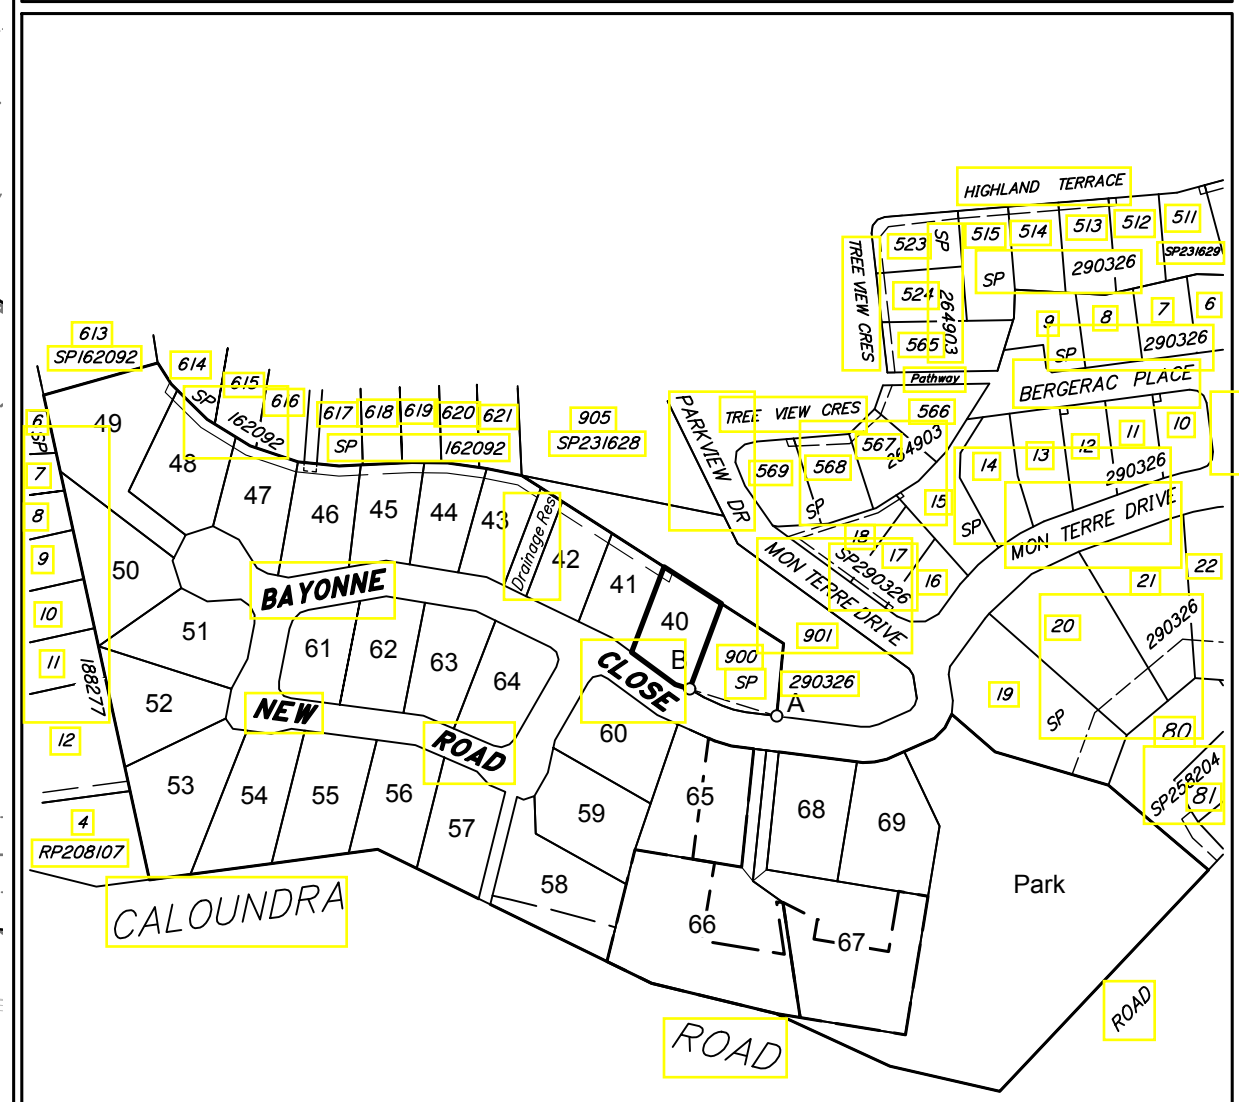 HIGHLAND TERRACE
523
SP
515
514
513
512
511
SP231629
TREE VIEW CRES
SP
290326
524
264903
565
9
8
7
6
SP
290326
613
SP162092
614
615
616
SP
162092
617
618
619
620
621
SP
162092
905
SP231628
Pathway
BERGERAC PLACE
PARKVIEW DR
TREE VIEW CRES
566
567
264903
568
569
SP
14
13
12
11
10
290326
SP
15
MON TERRE DRIVE
6
SP
7
8
9
10
11
188277
12
4
RP208107
49
48
47
46
45
44
43
Drainage Res
42
41
40
B
900
SP
290326
A
901
MON TERRE DRIVE
18
17
16
SP290326
22
21
20
290326
19
SP
80
SP258204
81
50
51
52
53
54
55
56
57
58
59
60
61
62
63
64
BAYONNE
CLOSE
NEW
ROAD
65
66
67
68
69
Park
CALOUNDRA
ROAD
ROAD